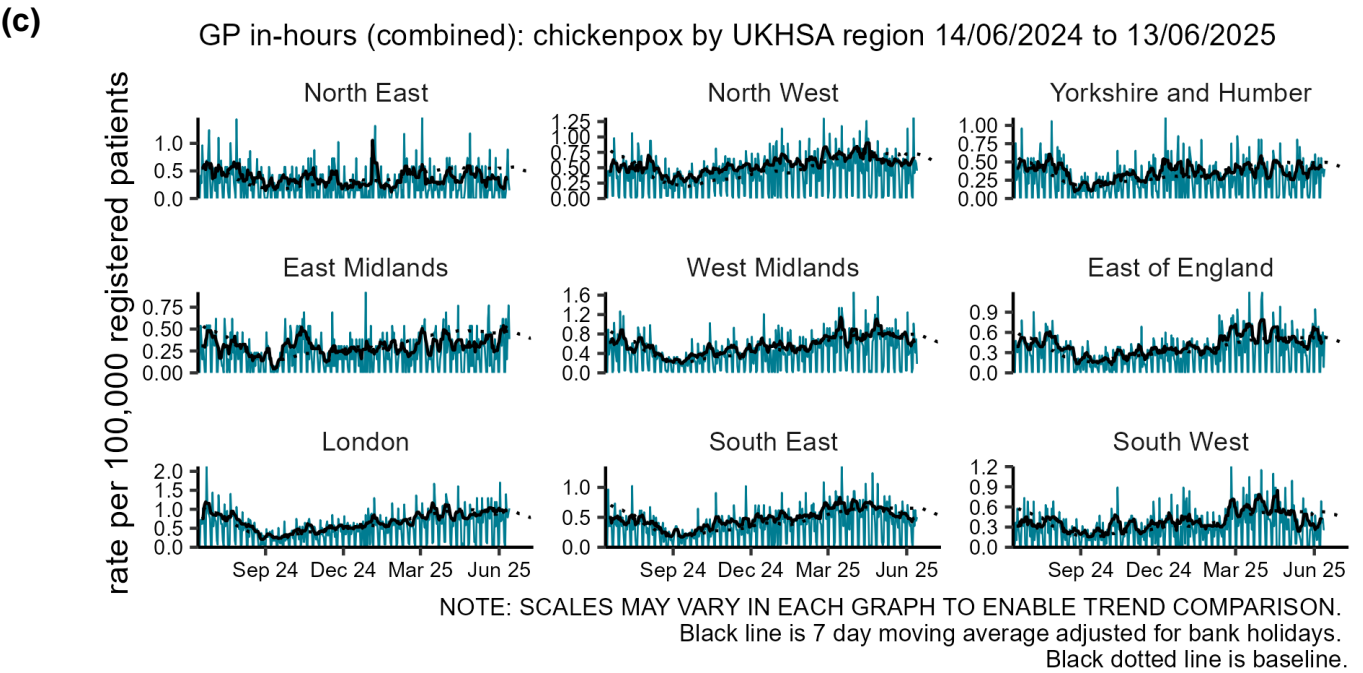 (c)
GP in-hours (combined): chickenpox by UKHSA region 14/06/2024 to 13/06/2025
rate per 100,000 registered patients
North East
1.0
0.5
0.0
North West
1.25
1.00
0.75
0.50
0.25
0.00
Yorkshire and Humber
1.00
0.75
0.50
0.25
0.00
East Midlands
0.75
0.50
0.25
0.00
West Midlands
1.6
1.2
0.8
0.4
0.0
East of England
0.9
0.6
0.3
0.0
London
2.0
1.5
1.0
0.5
0.0
South East
1.0
0.5
0.0
South West
1.2
0.9
0.6
0.3
0.0
Sep 24 Dec 24 Mar 25 Jun 25
Sep 24 Dec 24 Mar 25 Jun 25
Sep 24 Dec 24 Mar 25 Jun 25
NOTE: SCALES MAY VARY IN EACH GRAPH TO ENABLE TREND COMPARISON.
Black line is 7 day moving average adjusted for bank holidays.
Black dotted line is baseline.